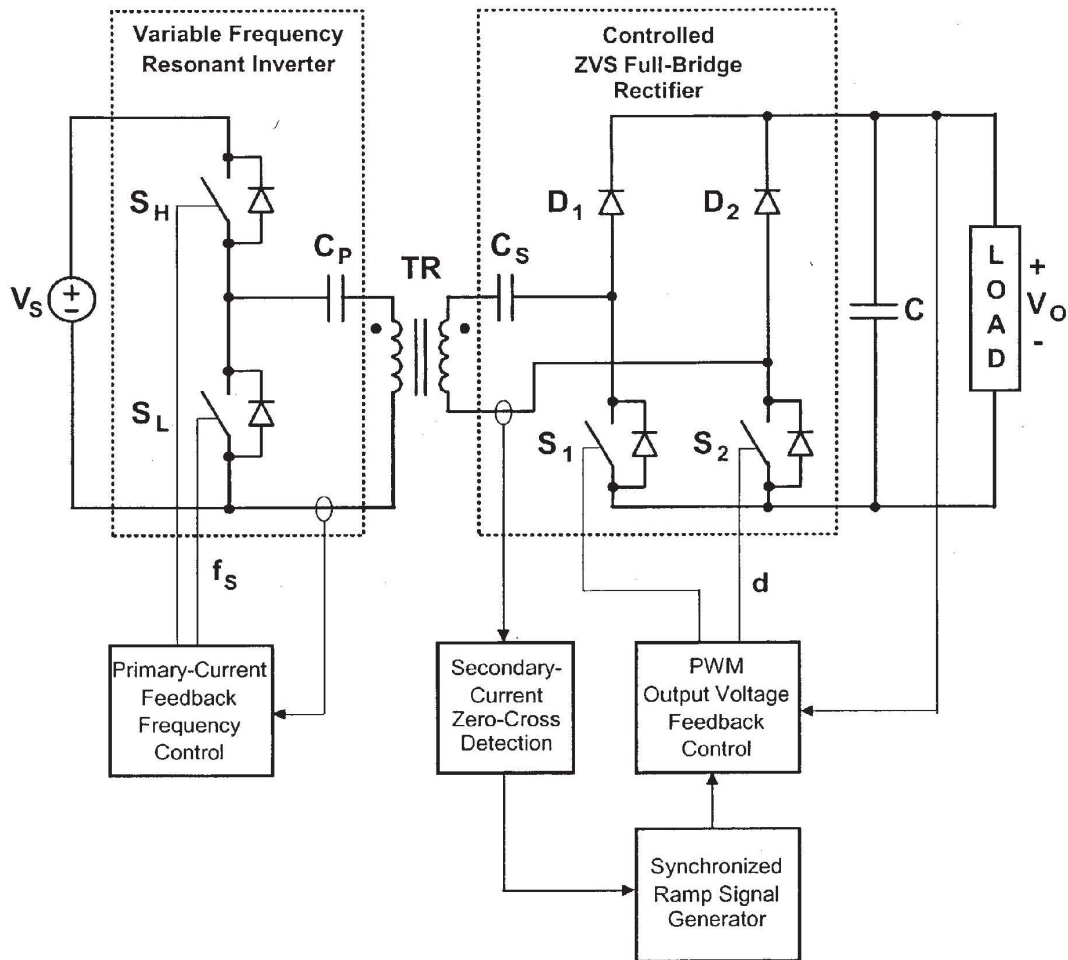 Variable Frequency
Resonant Inverter
Controlled
ZVS Full-Bridge
Rectifier
S_H
D_1
D_2
C_P
TR
C_S
V_S
+
-
C
L
O
A
D
+
V_O
-
S_L
S_1
S_2
f_S
d
Primary-Current
Feedback
Frequency
Control
Secondary-
Current
Zero-Cross
Detection
PWM
Output Voltage
Feedback
Control
Synchronized
Ramp Signal
Generator